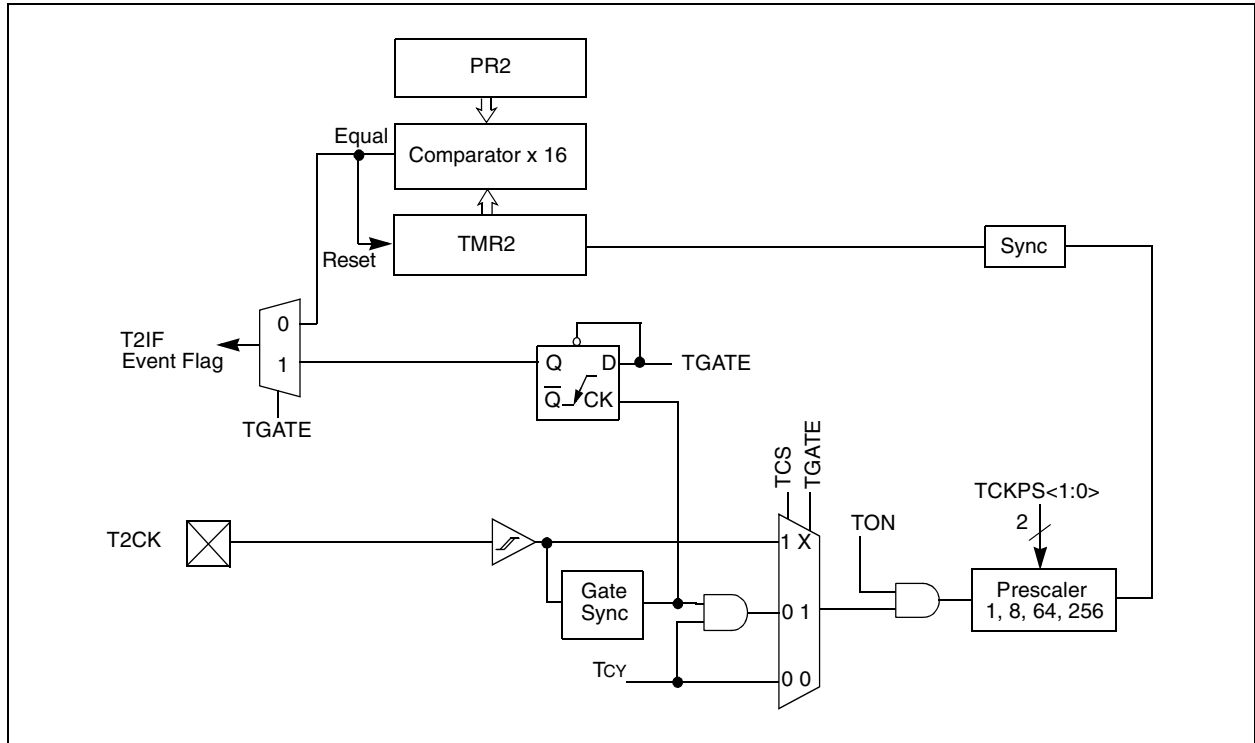 PR2
Equal
Comparator x 16
TMR2
Reset
Sync
0
1
T2IF
Event Flag
TGATE
Q
D
TGATE
Q̅
CK
TCS
TGATE
TCKPS<1:0>
2
TON
T2CK
1 X
Gate
Sync
0 1
Prescaler
1, 8, 64, 256
TCY
0 0